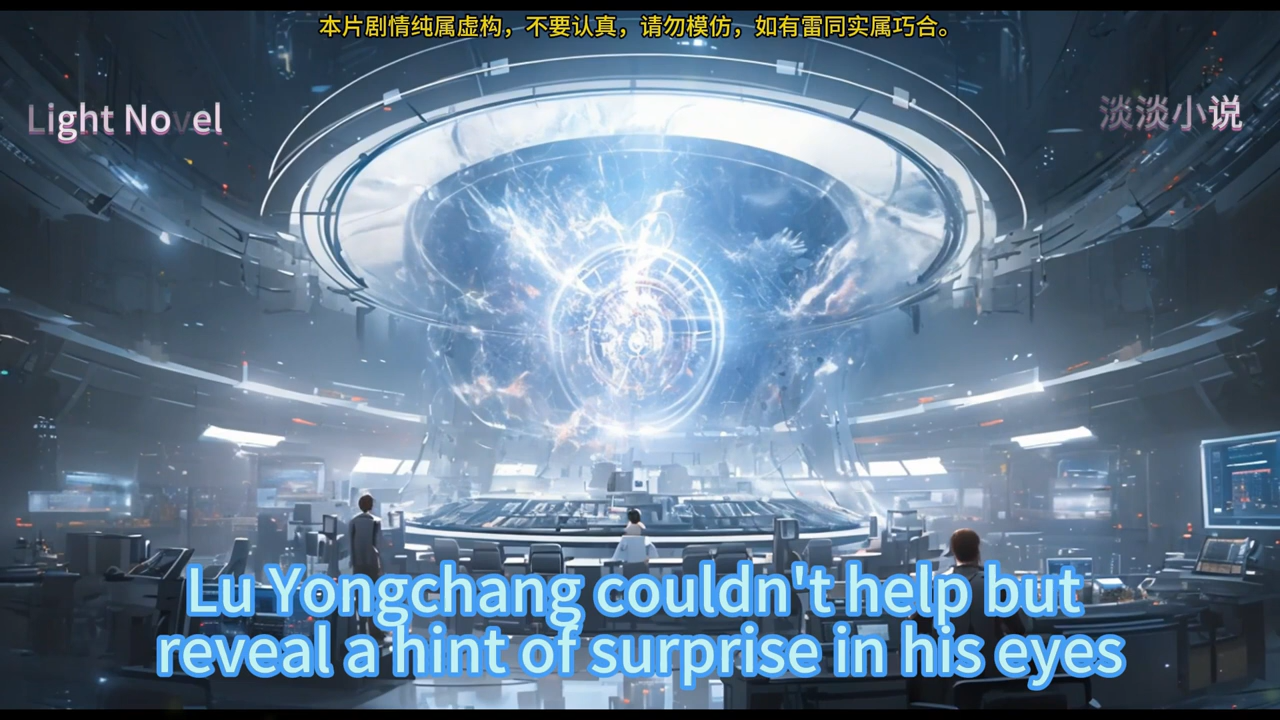 本片剧情纯属虚构，不要认真，请勿模仿，如有雷同实属巧合。
Light Novel
淡淡小说
Lu Yongchang couldn't help but
reveal a hint of surprise in his eyes